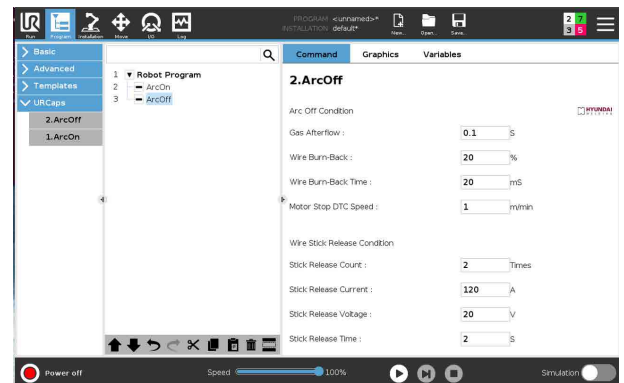 UR
PROGRAM <unnamed>*
INSTALLATION default*
Run Program Installation Move I/O Log
New... Open... Save...
2 7
3 5
Basic
Advanced
Templates
URCaps
2.ArcOff
1.ArcOn
1 Robot Program
2 ArcOn
3 ArcOff
Command Graphics Variables
2.ArcOff
Arc Off Condition
HYUNDAI
WELDING
Gas Afterflow : 0.1 S
Wire Burn-Back : 20 %
Wire Burn-Back Time : 20 mS
Motor Stop DTC Speed : 1 m/min
Wire Stick Release Condition
Stick Release Count : 2 Times
Stick Release Current : 120 A
Stick Release Voltage : 20 V
Stick Release Time : 2 S
Power off
Speed 100%
Simulation